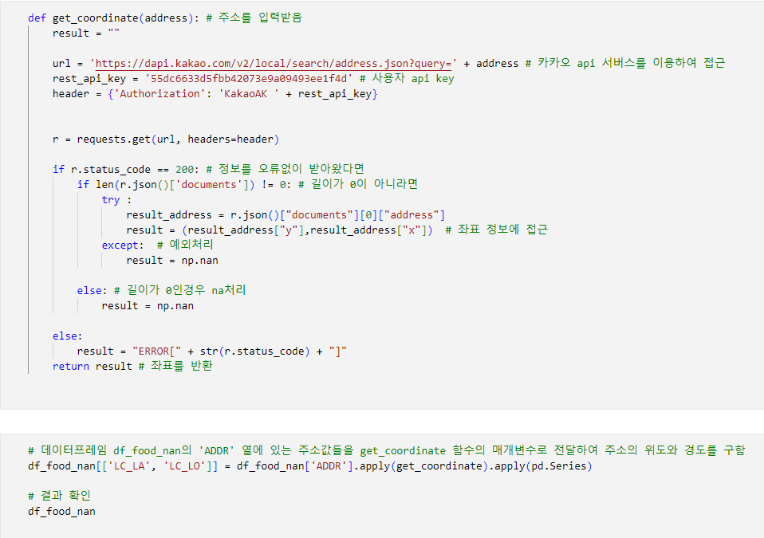 def get_coordinate(address): # 주소를 입력받음
    result = ""
    url = 'https://dapi.kakao.com/v2/local/search/address.json?query=' + address # 카카오 api 서버스를 이용하여 접근
    rest_api_key = '55dc6633d5fbb42073e9a09493ee1f4d' # 사용자 api key
    header = {'Authorization': 'KakaoAK ' + rest_api_key}
    r = requests.get(url, headers=header)
    if r.status_code == 200: # 정보를 오류없이 받아왔다면
        if len(r.json()['documents']) != 0: # 길이가 0이 아니라면
            try :
                result_address = r.json()["documents"][0]["address"]
                result = (result_address["y"],result_address["x"])  # 좌표 정보에 접근
            except:  # 예외처리
                result = np.nan
        else: # 길이가 0인경우 na처리
            result = np.nan
    else:
        result = "ERROR[" + str(r.status_code) + "]"
    return result # 좌표를 반환
# 데이터프레임 df_food_nan의 'ADDR' 열에 있는 주소값들을 get_coordinate 함수의 매개변수로 전달하여 주소의 위도와 경도를 구함
df_food_nan[['LC_LA', 'LC_LO']] = df_food_nan['ADDR'].apply(get_coordinate).apply(pd.Series)
# 결과 확인
df_food_nan